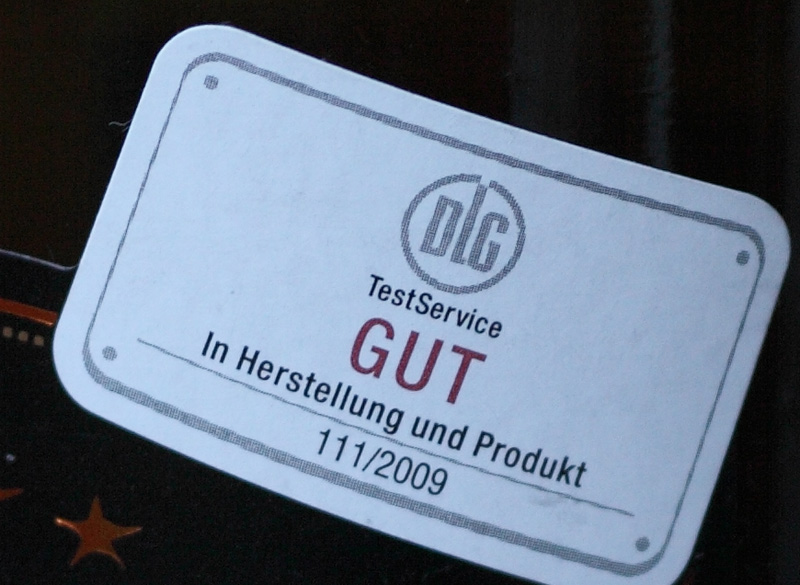 DLG
TestService
GUT
In Herstellung und Produkt
111/2009